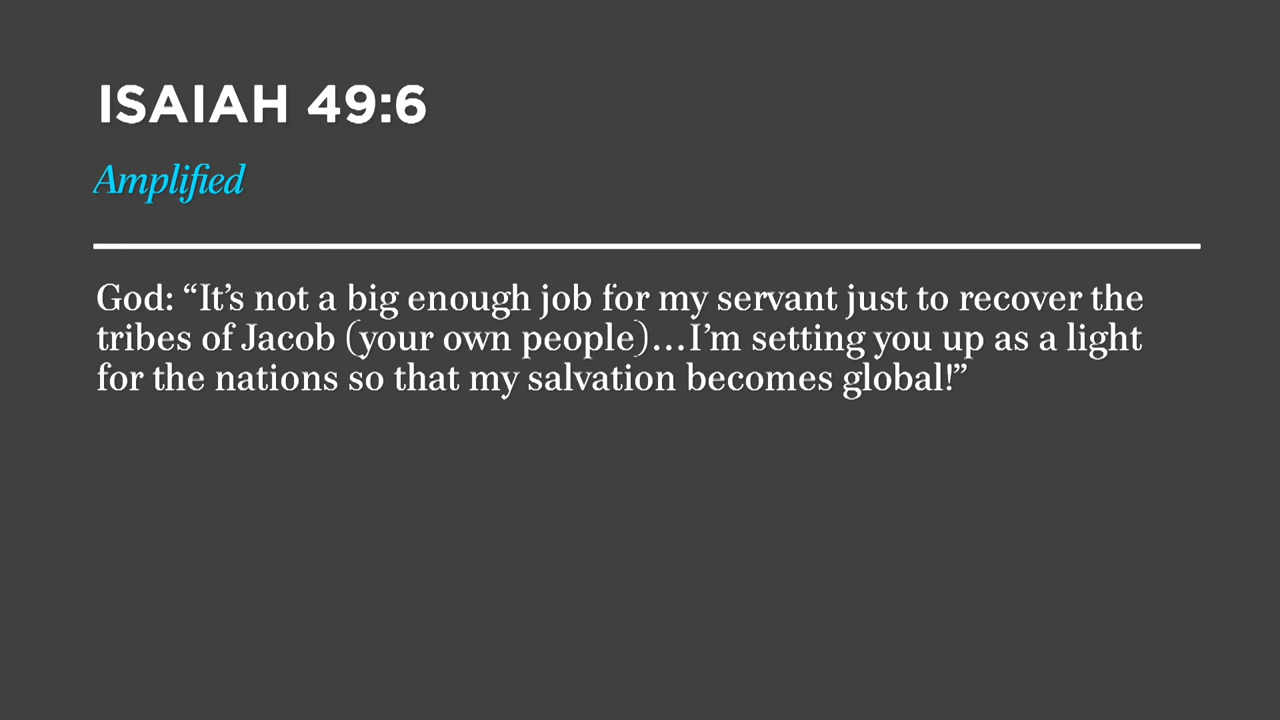 ISAIAH 49:6
Amplified
God: “It’s not a big enough job for my servant just to recover the
tribes of Jacob (your own people)…I’m setting you up as a light
for the nations so that my salvation becomes global!”